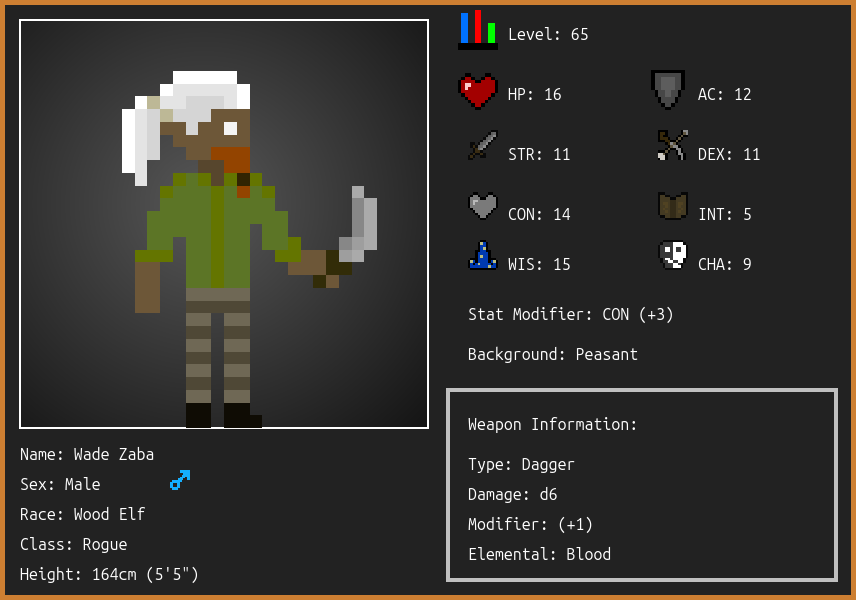 Level: 65
HP: 16
AC: 12
STR: 11
DEX: 11
CON: 14
INT: 5
WIS: 15
CHA: 9
Stat Modifier: CON (+3)
Background: Peasant
Weapon Information:
Type: Dagger
Damage: d6
Modifier: (+1)
Elemental: Blood
Name: Wade Zaba
Sex: Male
Race: Wood Elf
Class: Rogue
Height: 164cm (5'5")